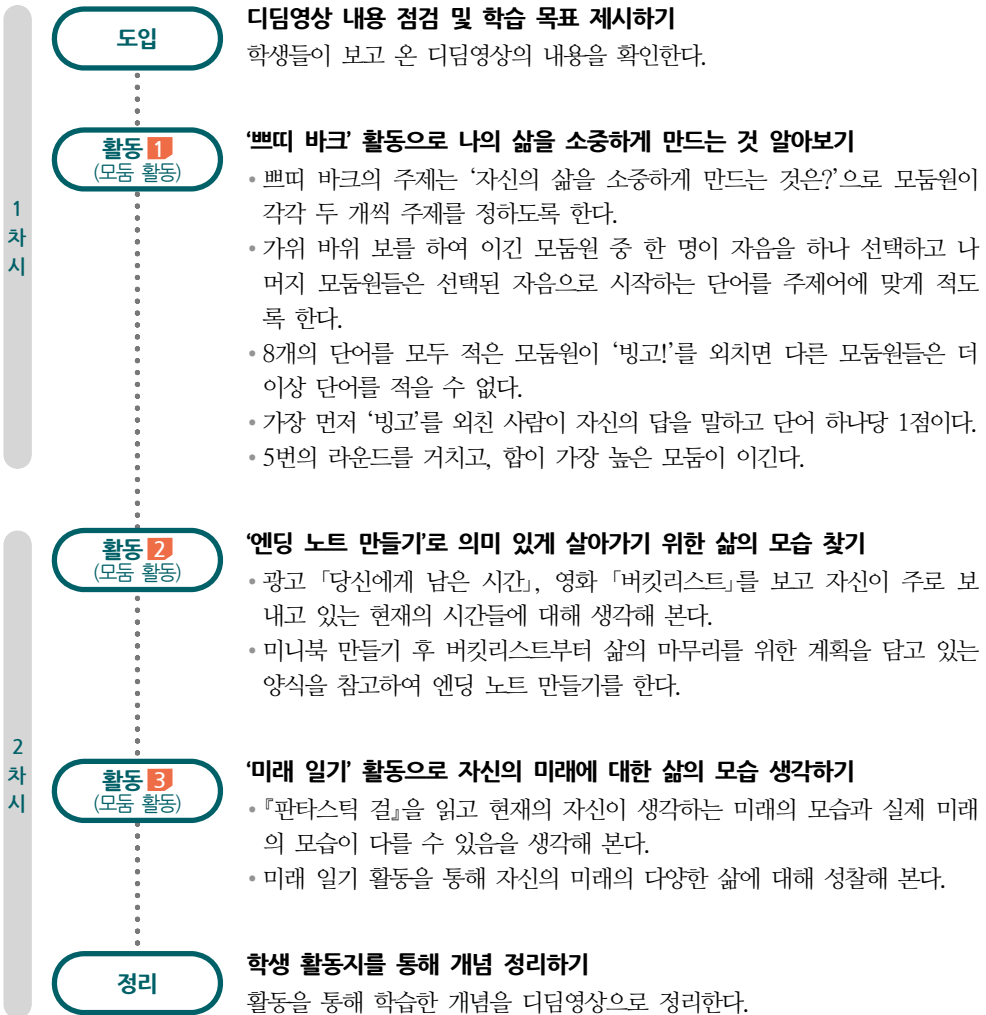 도입
디딤영상 내용 점검 및 학습 목표 제시하기
학생들이 보고 온 디딤영상의 내용을 확인한다.
1
차
시
활동 1
(모둠 활동)
‘쁘띠 바크’ 활동으로 나의 삶을 소중하게 만드는 것 알아보기
• 쁘띠 바크의 주제는 ‘자신의 삶을 소중하게 만드는 것은?’으로 모둠원이
각각 두 개씩 주제를 정하도록 한다.
• 가위 바위 보를 하여 이긴 모둠원 중 한 명이 자음을 하나 선택하고 나
머지 모둠원들은 선택된 자음으로 시작하는 단어를 주제어에 맞게 적도
록 한다.
• 8개의 단어를 모두 적은 모둠원이 ‘빙고!’를 외치면 다른 모둠원들은 더
이상 단어를 적을 수 없다.
• 가장 먼저 ‘빙고’를 외친 사람이 자신의 답을 말하고 단어 하나당 1점이다.
• 5번의 라운드를 거치고, 합이 가장 높은 모둠이 이긴다.
2
차
시
활동 2
(모둠 활동)
‘엔딩 노트 만들기’로 의미 있게 살아가기 위한 삶의 모습 찾기
• 광고 「당신에게 남은 시간」, 영화 「버킷리스트」를 보고 자신이 주로 보
내고 있는 현재의 시간들에 대해 생각해 본다.
• 미니북 만들기 후 버킷리스트부터 삶의 마무리를 위한 계획을 담고 있는
양식을 참고하여 엔딩 노트 만들기를 한다.
활동 3
(모둠 활동)
‘미래 일기’ 활동으로 자신의 미래에 대한 삶의 모습 생각하기
• 『판타스틱 걸』을 읽고 현재의 자신이 생각하는 미래의 모습과 실제 미래
의 모습이 다를 수 있음을 생각해 본다.
• 미래 일기 활동을 통해 자신의 미래의 다양한 삶에 대해 성찰해 본다.
정리
학생 활동지를 통해 개념 정리하기
활동을 통해 학습한 개념을 디딤영상으로 정리한다.